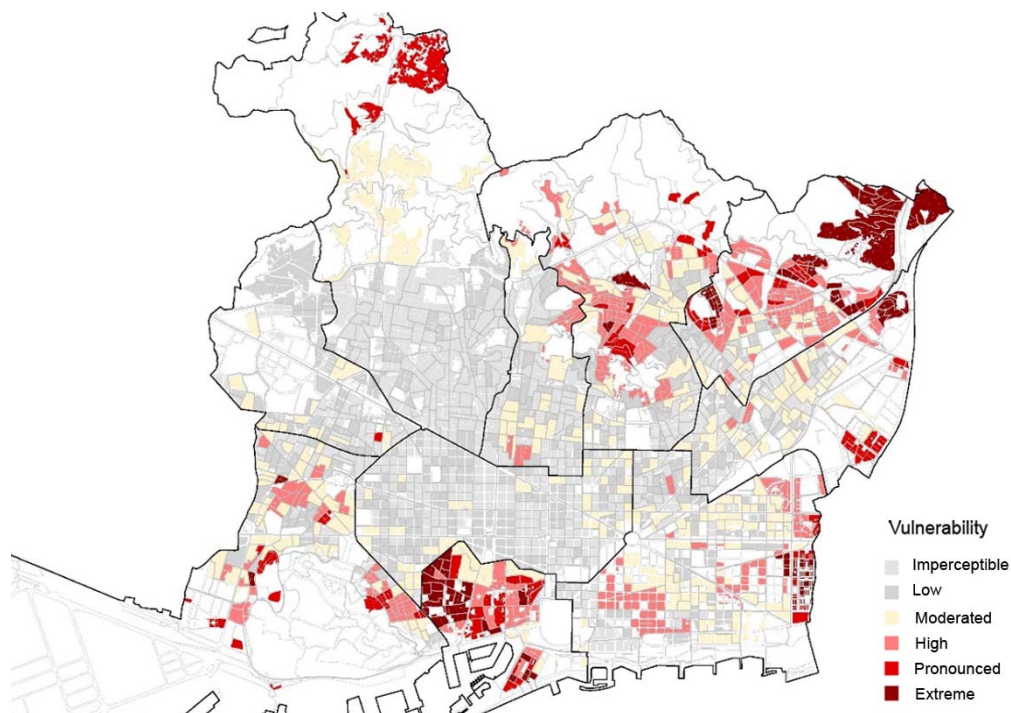 Vulnerability
Imperceptible
Low
Moderated
High
Pronounced
Extreme